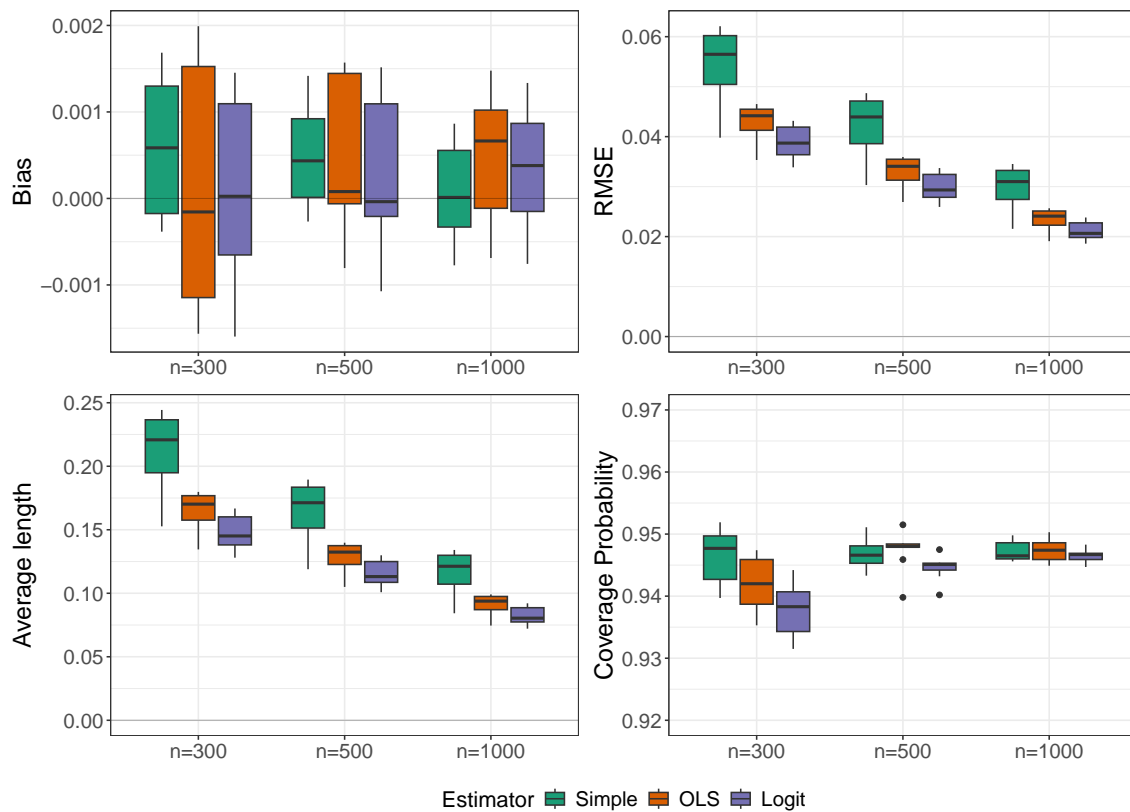 Bias
0.002
0.001
0.000
−0.001
n=300
n=500
n=1000
RMSE
0.06
0.04
0.02
0.00
n=300
n=500
n=1000
Average length
0.25
0.20
0.15
0.10
0.05
0.00
n=300
n=500
n=1000
Coverage Probability
0.97
0.96
0.95
0.94
0.93
0.92
n=300
n=500
n=1000
Estimator Simple OLS Logit